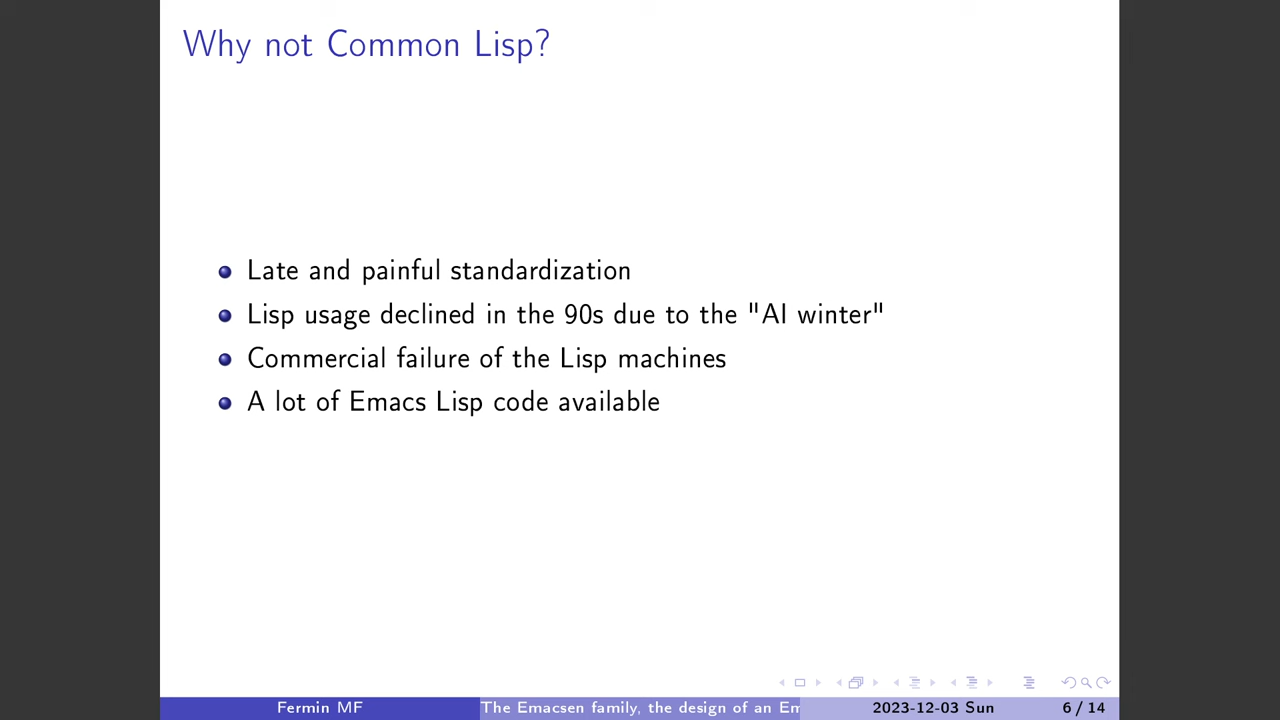 Why not Common Lisp?
Late and painful standardization
Lisp usage declined in the 90s due to the "AI winter"
Commercial failure of the Lisp machines
A lot of Emacs Lisp code available
Fermin MF
The Emacsen family, the design of an Em
2023-12-03 Sun
6 / 14